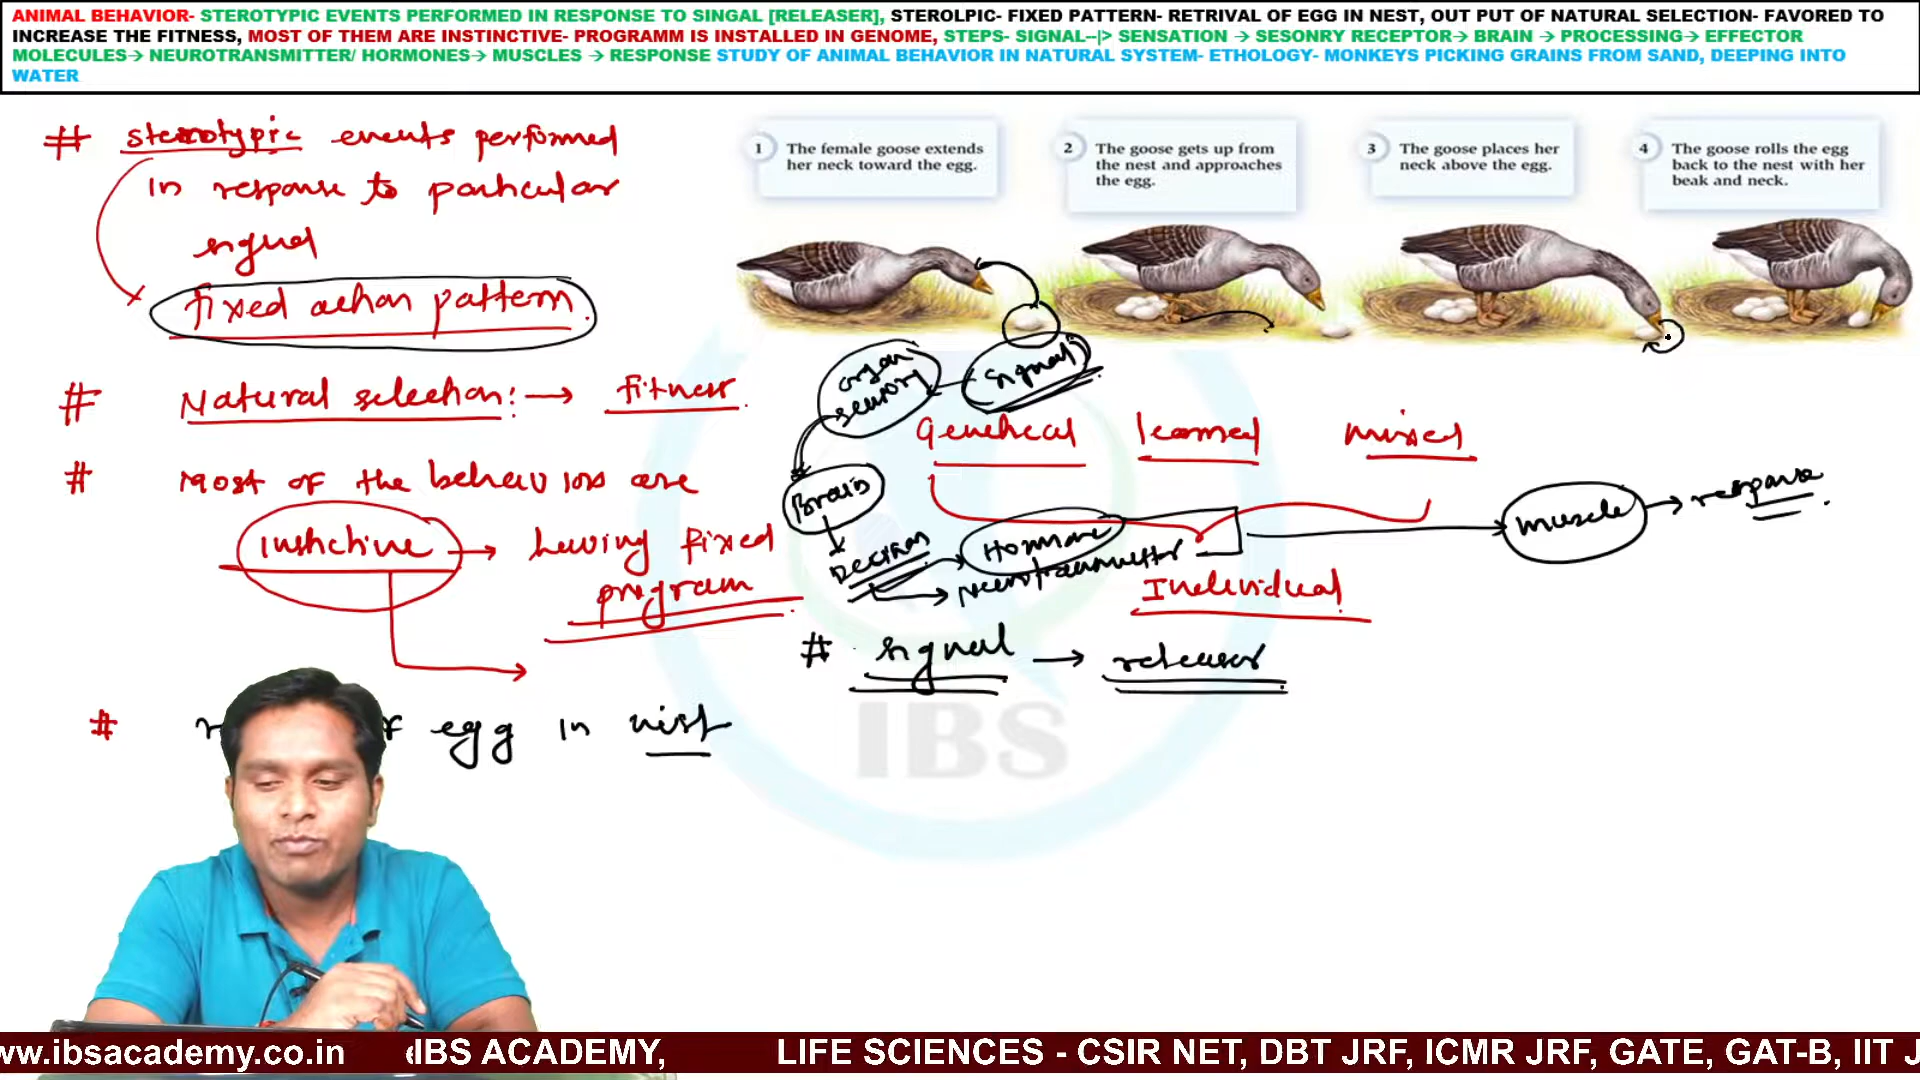 ANIMAL BEHAVIOR- STEROTYPIC EVENTS PERFORMED IN RESPONSE TO SINGAL [RELEASER], STEROLPIC- FIXED PATTERN- RETRIVAL OF EGG IN NEST, OUT PUT OF NATURAL SELECTION- FAVORED TO
INCREASE THE FITNESS, MOST OF THEM ARE INSTINCTIVE- PROGRAMM IS INSTALLED IN GENOME, STEPS- SIGNAL--|> SENSATION → SESONRY RECEPTOR→ BRAIN → PROCESSING→ EFFECTOR
MOLECULES→ NEUROTRANSMITTER/ HORMONES→ MUSCLES → RESPONSE STUDY OF ANIMAL BEHAVIOR IN NATURAL SYSTEM- ETHOLOGY- MONKEYS PICKING GRAINS FROM SAND, DEEPING INTO
WATER
# sterotypic events performed
in response to particular
signal
fixed action pattern.
# Natural selection: → fitness
# Most of the behaviors are
instictive → having fixed
program
# of egg in nist
1 The female goose extends
her neck toward the egg.
2 The goose gets up from
the nest and approaches
the egg.
3 The goose places her
neck above the egg.
4 The goose rolls the egg
back to the nest with her
beak and neck.
signal
organ
sensory
Genetical learned mixed
Brain
Decision
Hormone
neurotransmitter
muscle → response
Individual
# signal → releaser
IBS
ww.ibsacademy.co.in IBS ACADEMY, LIFE SCIENCES - CSIR NET, DBT JRF, ICMR JRF, GATE, GAT-B, IIT J